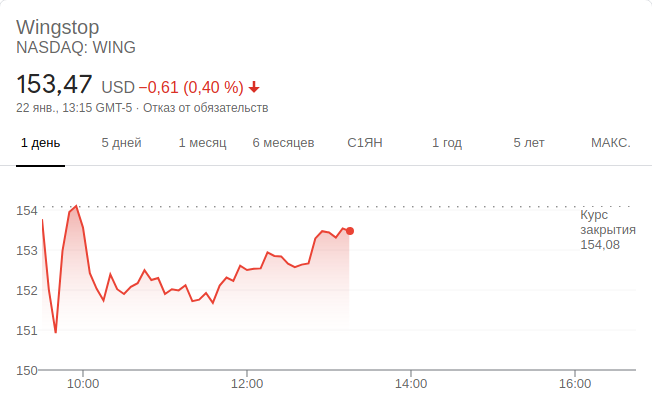 Wingstop
NASDAQ: WING
153,47 USD −0,61 (0,40 %)
22 янв., 13:15 GMT-5 · Отказ от обязательств
1 день 5 дней 1 месяц 6 месяцев С1ЯН 1 год 5 лет МАКС.
154
153
152
151
150
Курс
закрытия
154,08
10:00 12:00 14:00 16:00